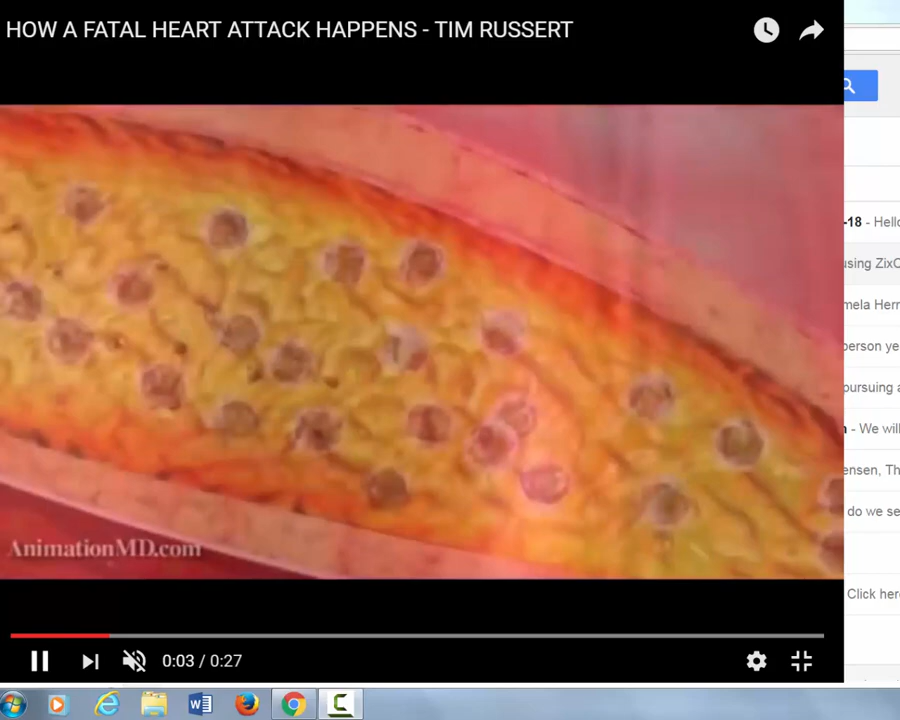 HOW A FATAL HEART ATTACK HAPPENS - TIM RUSSERT
-18 - Hello
using ZixC
mela Herr
person ye
oursuing a
n - We will
ensen, Th
do we se
AnimationMD.com
Click here
0:03 / 0:27